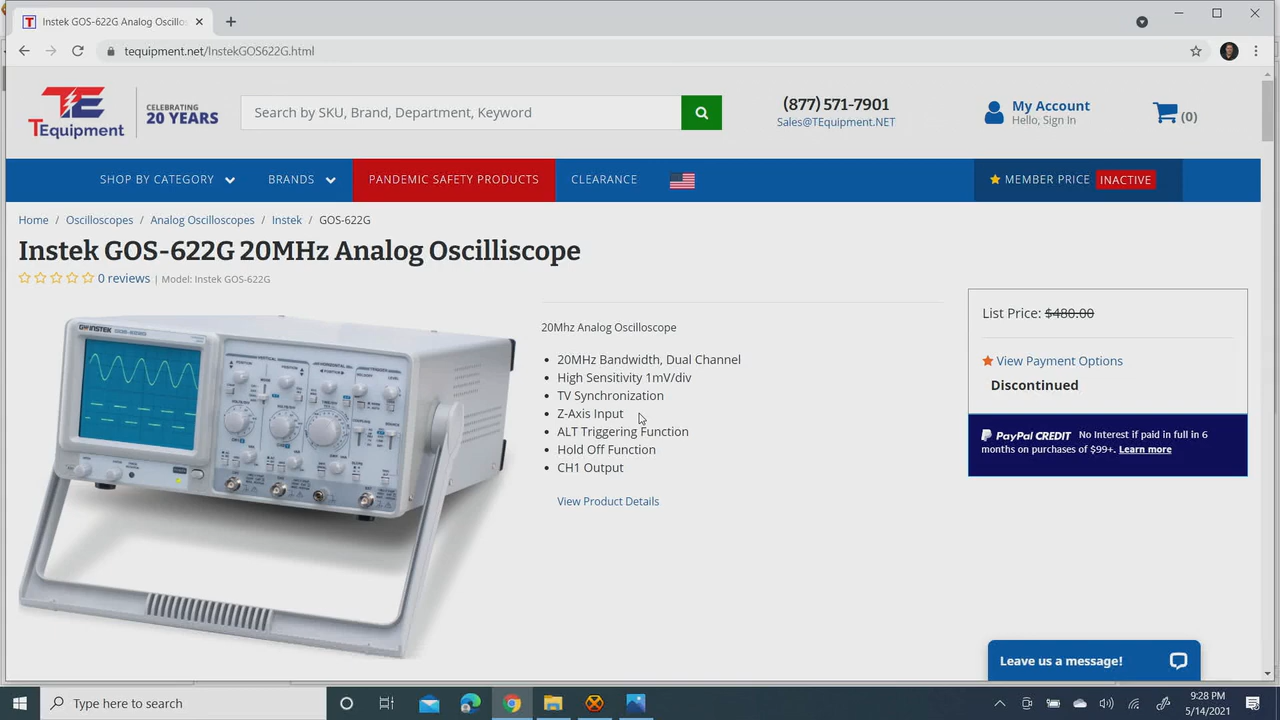 Instek GOS-622G Analog Oscillos
tequipment.net/InstekGOS622G.html
TE
TEquipment
CELEBRATING
20 YEARS
Search by SKU, Brand, Department, Keyword
(877) 571-7901
Sales@TEquipment.NET
My Account
Hello, Sign In
(0)
SHOP BY CATEGORY
BRANDS
PANDEMIC SAFETY PRODUCTS
CLEARANCE
MEMBER PRICE INACTIVE
Home / Oscilloscopes / Analog Oscilloscopes / Instek / GOS-622G
Instek GOS-622G 20MHz Analog Oscilliscope
0 reviews | Model: Instek GOS-622G
GWINSTEK
List Price: $480.00
20Mhz Analog Oscilloscope
• 20MHz Bandwidth, Dual Channel
• High Sensitivity 1mV/div
• TV Synchronization
• Z-Axis Input
• ALT Triggering Function
• Hold Off Function
• CH1 Output
View Product Details
View Payment Options
Discontinued
PayPal CREDIT No Interest if paid in full in 6
months on purchases of $99+. Learn more
Leave us a message!
Type here to search
9:28 PM
5/14/2021